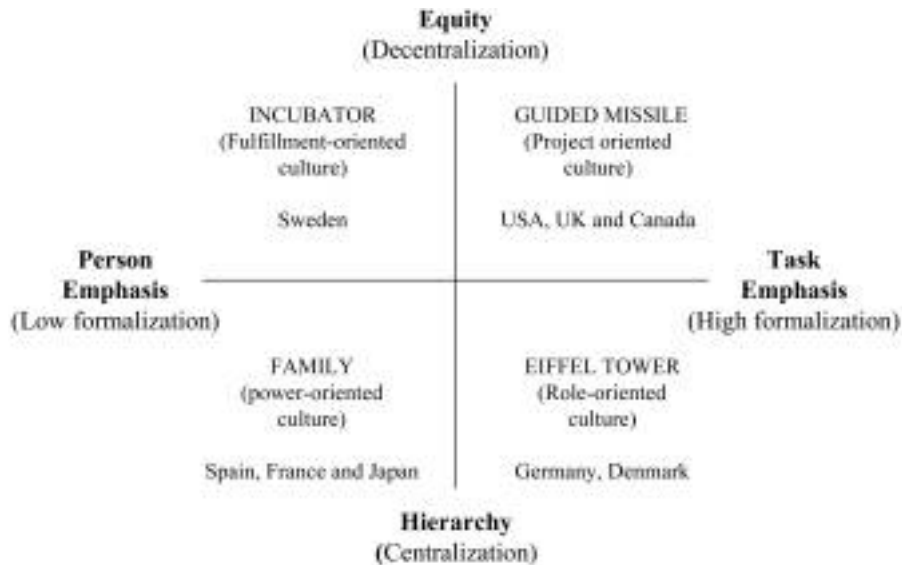 Equity
(Decentralization)
INCUBATOR
(Fulfillment-oriented
culture)
Sweden
GUIDED MISSILE
(Project oriented
culture)
USA, UK and Canada
Person
Emphasis
(Low formalization)
Task
Emphasis
(High formalization)
FAMILY
(power-oriented
culture)
Spain, France and Japan
EIFFEL TOWER
(Role-oriented
culture)
Germany, Denmark
Hierarchy
(Centralization)